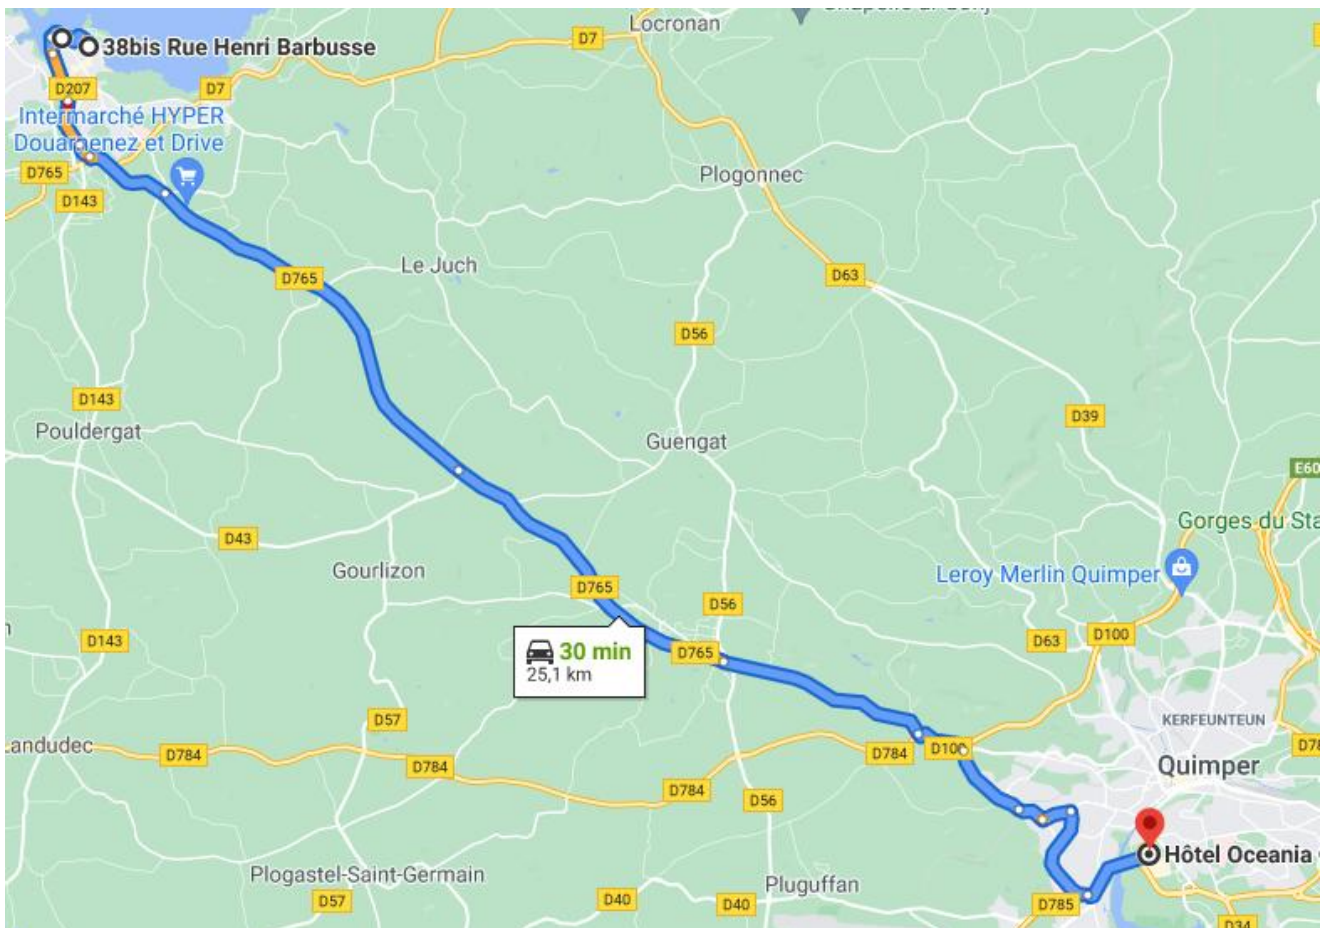 Locronan
D7
38bis Rue Henri Barbusse
D207
D7
Intermarché HYPER
Douarnenez et Drive
D765
D143
Plogonnec
Le Juch
D765
D63
D56
D143
D39
Pouldergat
Guengat
E60
Gorges du Sta
D43
Gourlizon
Leroy Merlin Quimper
D765
D56
D143
D63
D100
30 min
25,1 km
D765
D57
KERFEUNTEUN
Landudec
D784
D784
D784
D100
D78
Quimper
D784
D56
Hôtel Oceania
Plogastel-Saint-Germain
Pluguffan
D57
D40
D40
D785
D34